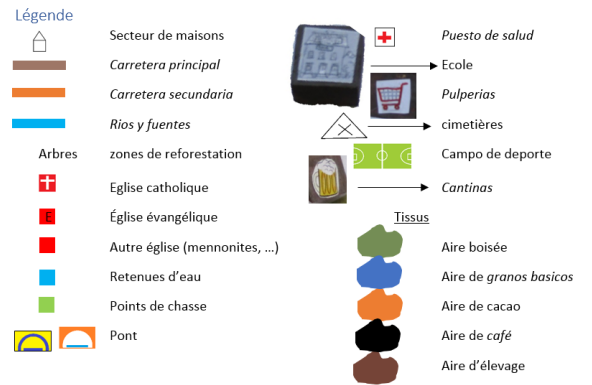 Légende
Secteur de maisons
Carretera principal
Carretera secundaria
Rios y fuentes
Arbres zones de reforestation
Eglise catholique
E Église évangélique
Autre église (mennonites, …)
Retenues d'eau
Points de chasse
Pont
Puesto de salud
Ecole
Pulperias
cimetières
Campo de deporte
Cantinas
Tissus
Aire boisée
Aire de granos basicos
Aire de cacao
Aire de café
Aire d'élevage